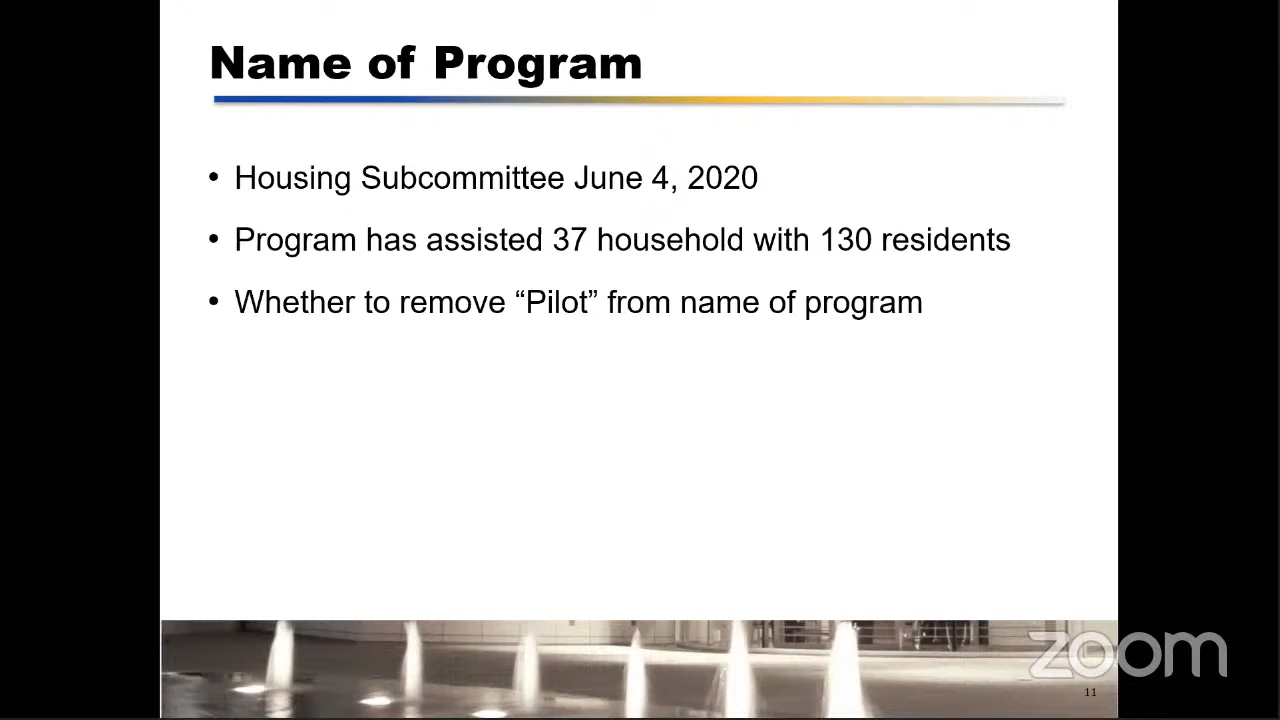 Name of Program
• Housing Subcommittee June 4, 2020
• Program has assisted 37 household with 130 residents
• Whether to remove “Pilot” from name of program
zoom
11